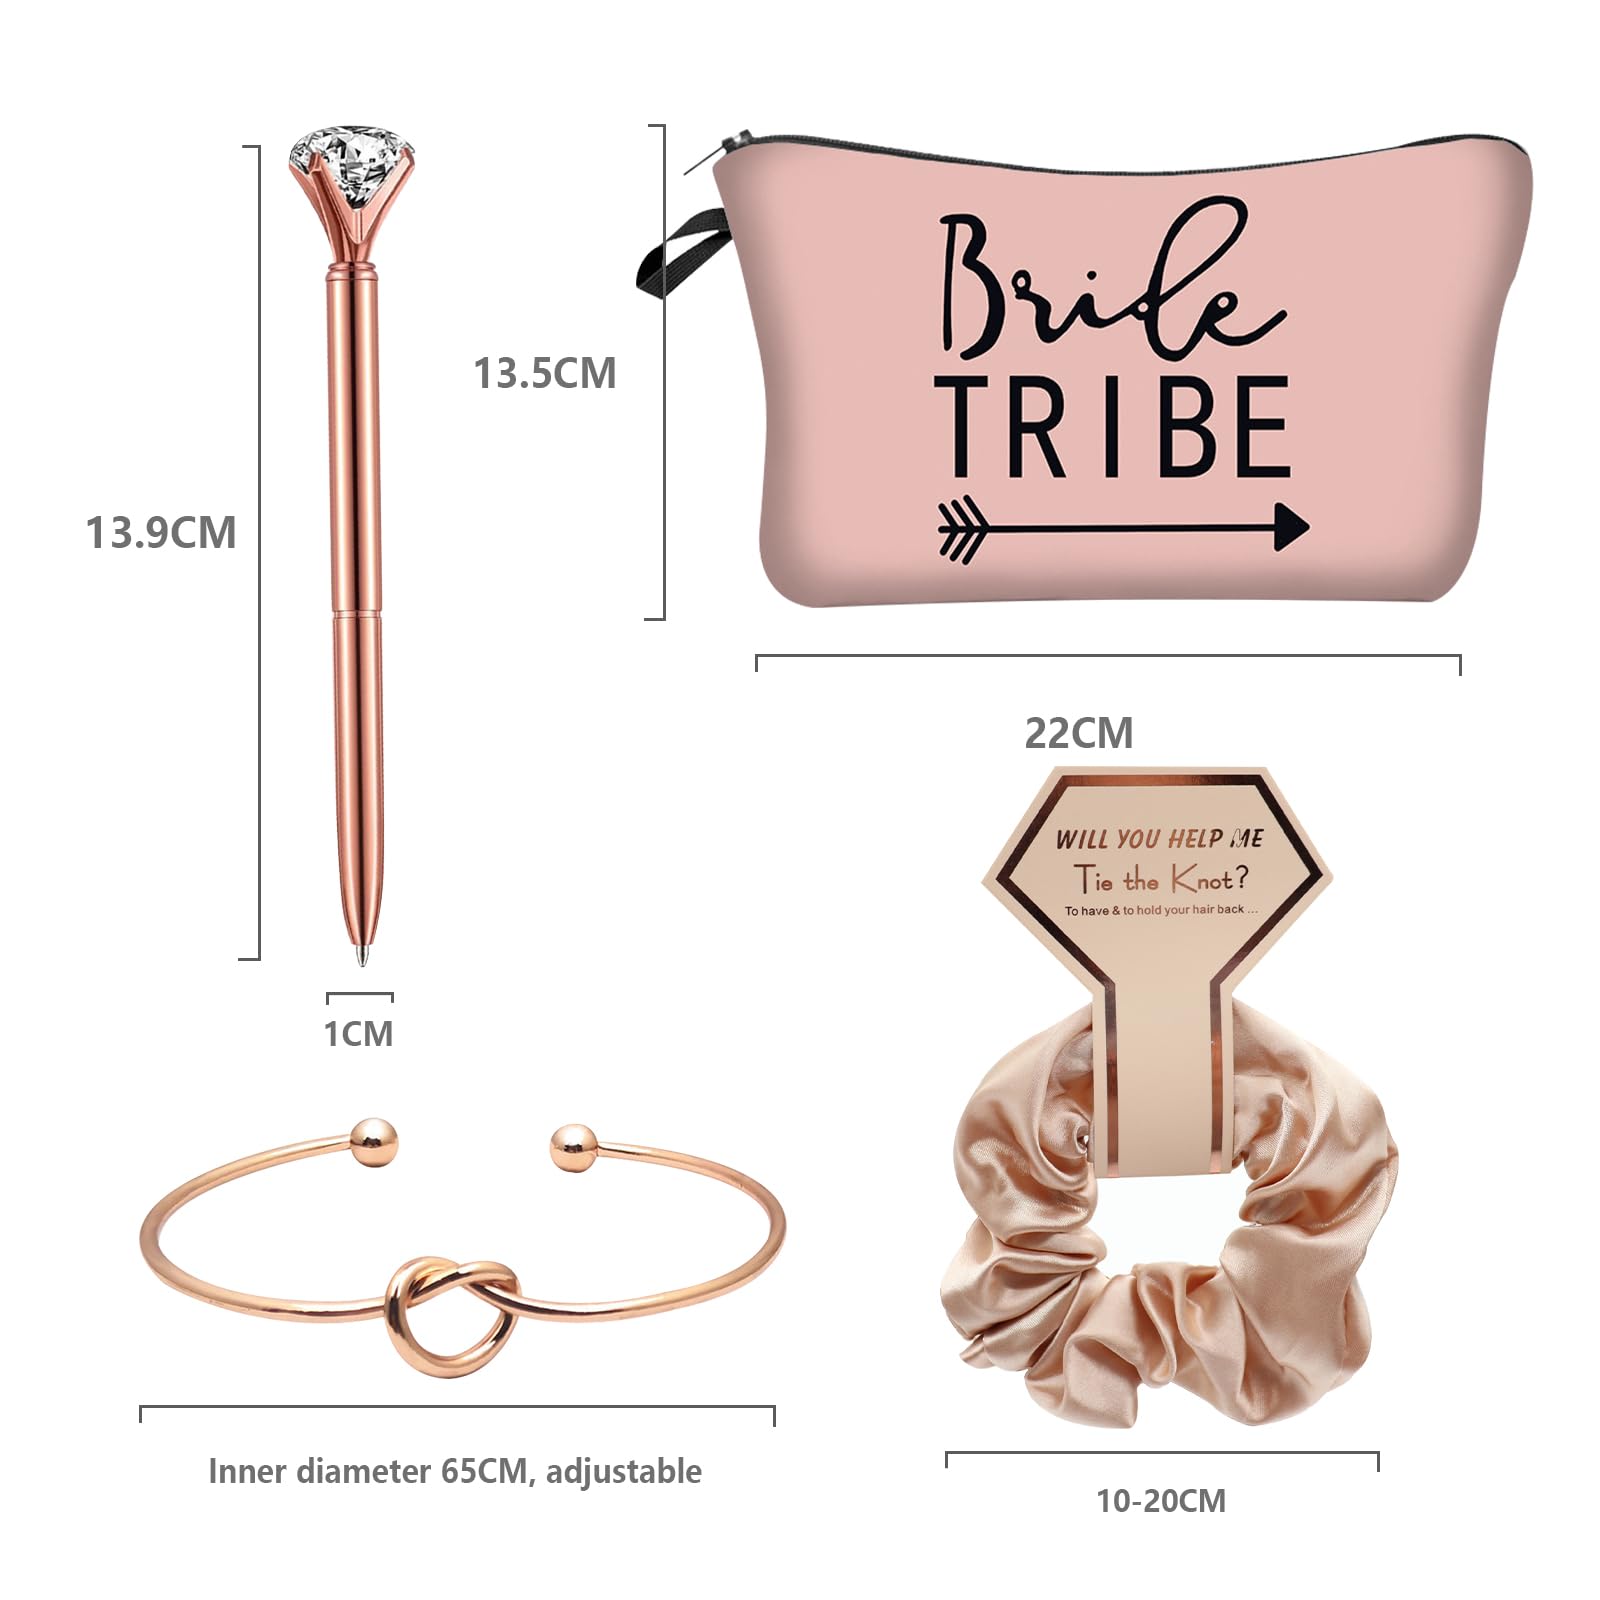 13.9CM
1CM
13.5CM
Bride
TRIBE
22CM
WILL YOU HELP ME
Tie the Knot?
To have & to hold your hair back ...
Inner diameter 65CM, adjustable
10-20CM